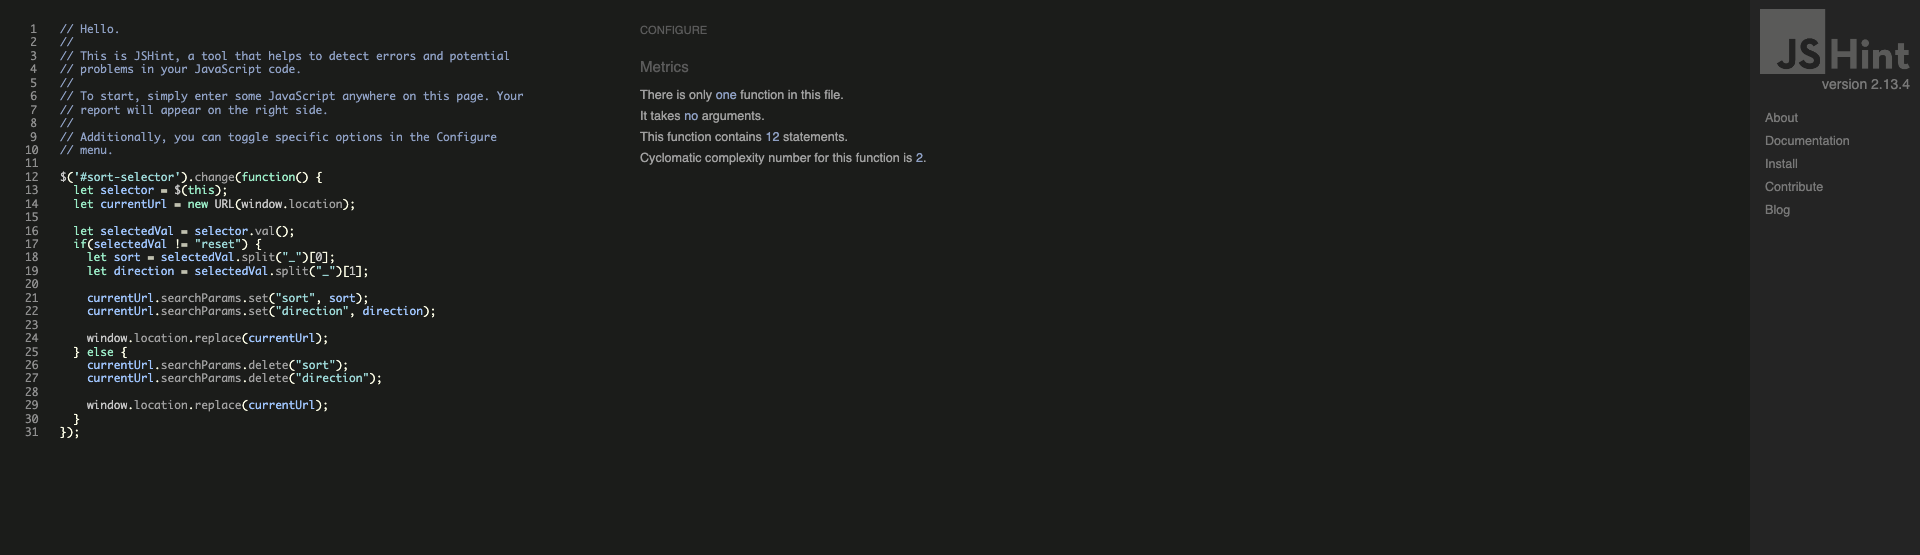 1 // Hello.
2 //
3 // This is JSHint, a tool that helps to detect errors and potential
4 // problems in your JavaScript code.
5 //
6 // To start, simply enter some JavaScript anywhere on this page. Your
7 // report will appear on the right side.
8 //
9 // Additionally, you can toggle specific options in the Configure
10 // menu.
11
12 $('#sort-selector').change(function() {
13   let selector = $(this);
14   let currentUrl = new URL(window.location);
15
16   let selectedVal = selector.val();
17   if(selectedVal != "reset") {
18     let sort = selectedVal.split("_")[0];
19     let direction = selectedVal.split("_")[1];
20
21     currentUrl.searchParams.set("sort", sort);
22     currentUrl.searchParams.set("direction", direction);
23
24     window.location.replace(currentUrl);
25   } else {
26     currentUrl.searchParams.delete("sort");
27     currentUrl.searchParams.delete("direction");
28
29     window.location.replace(currentUrl);
30   }
31 });
CONFIGURE
Metrics
There is only one function in this file.
It takes no arguments.
This function contains 12 statements.
Cyclomatic complexity number for this function is 2.
JSHint
version 2.13.4
About
Documentation
Install
Contribute
Blog